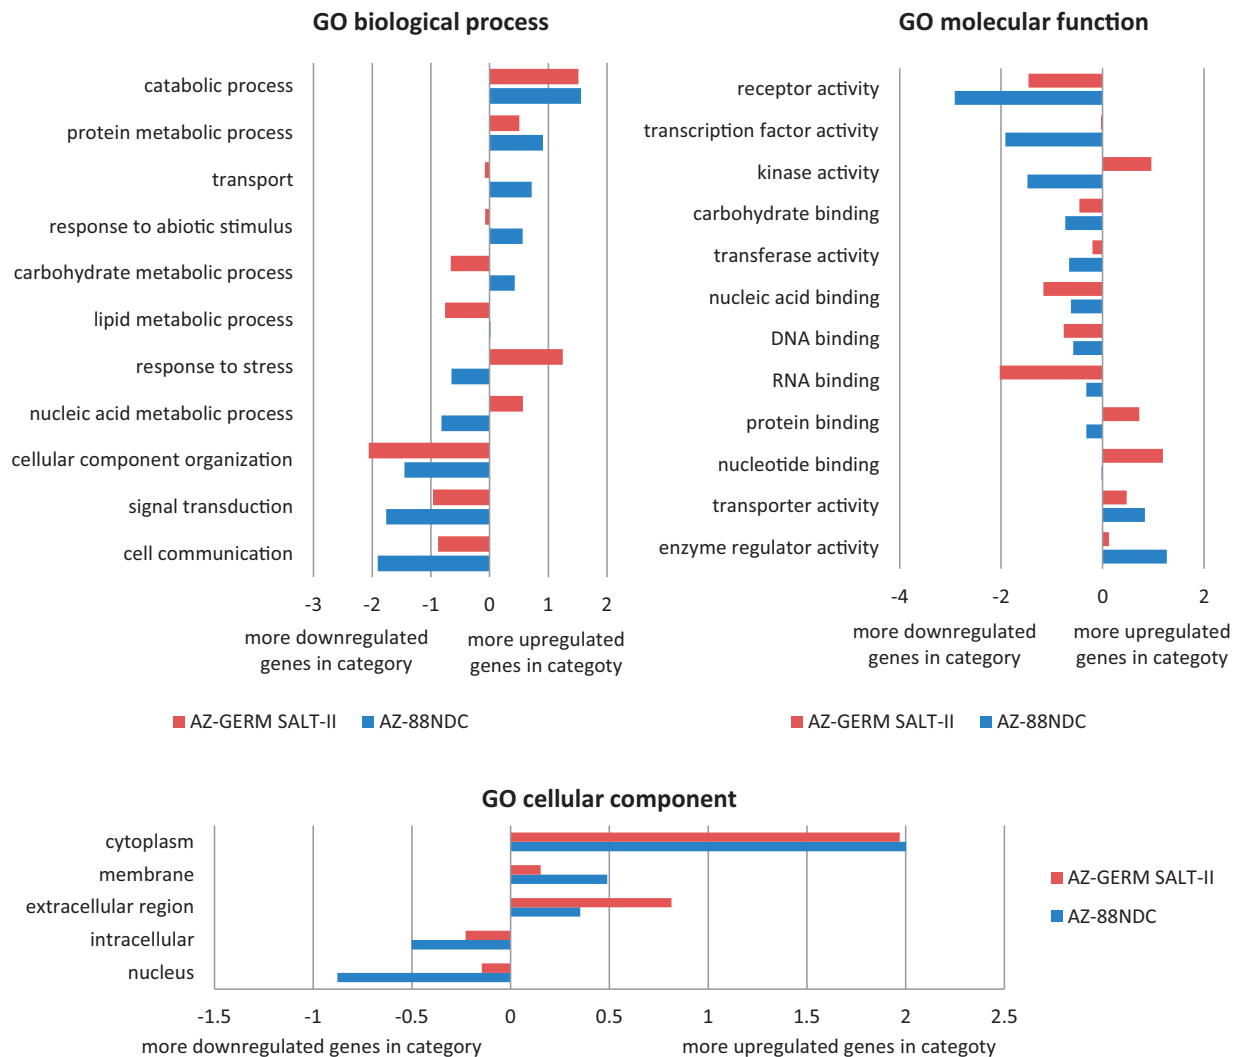 GO biological process
catabolic process
protein metabolic process
transport
response to abiotic stimulus
carbohydrate metabolic process
lipid metabolic process
response to stress
nucleic acid metabolic process
cellular component organization
signal transduction
cell communication
-3 -2 -1 0 1 2
more downregulated
genes in category
more upregulated
genes in categoty
AZ-GERM SALT-II AZ-88NDC
GO molecular function
receptor activity
transcription factor activity
kinase activity
carbohydrate binding
transferase activity
nucleic acid binding
DNA binding
RNA binding
protein binding
nucleotide binding
transporter activity
enzyme regulator activity
-4 -2 0 2
more downregulated
genes in category
more upregulated
genes in categoty
AZ-GERM SALT-II AZ-88NDC
GO cellular component
cytoplasm
membrane
extracellular region
intracellular
nucleus
-1.5 -1 -0.5 0 0.5 1 1.5 2 2.5
more downregulated genes in category more upregulated genes in categoty
AZ-GERM SALT-II
AZ-88NDC